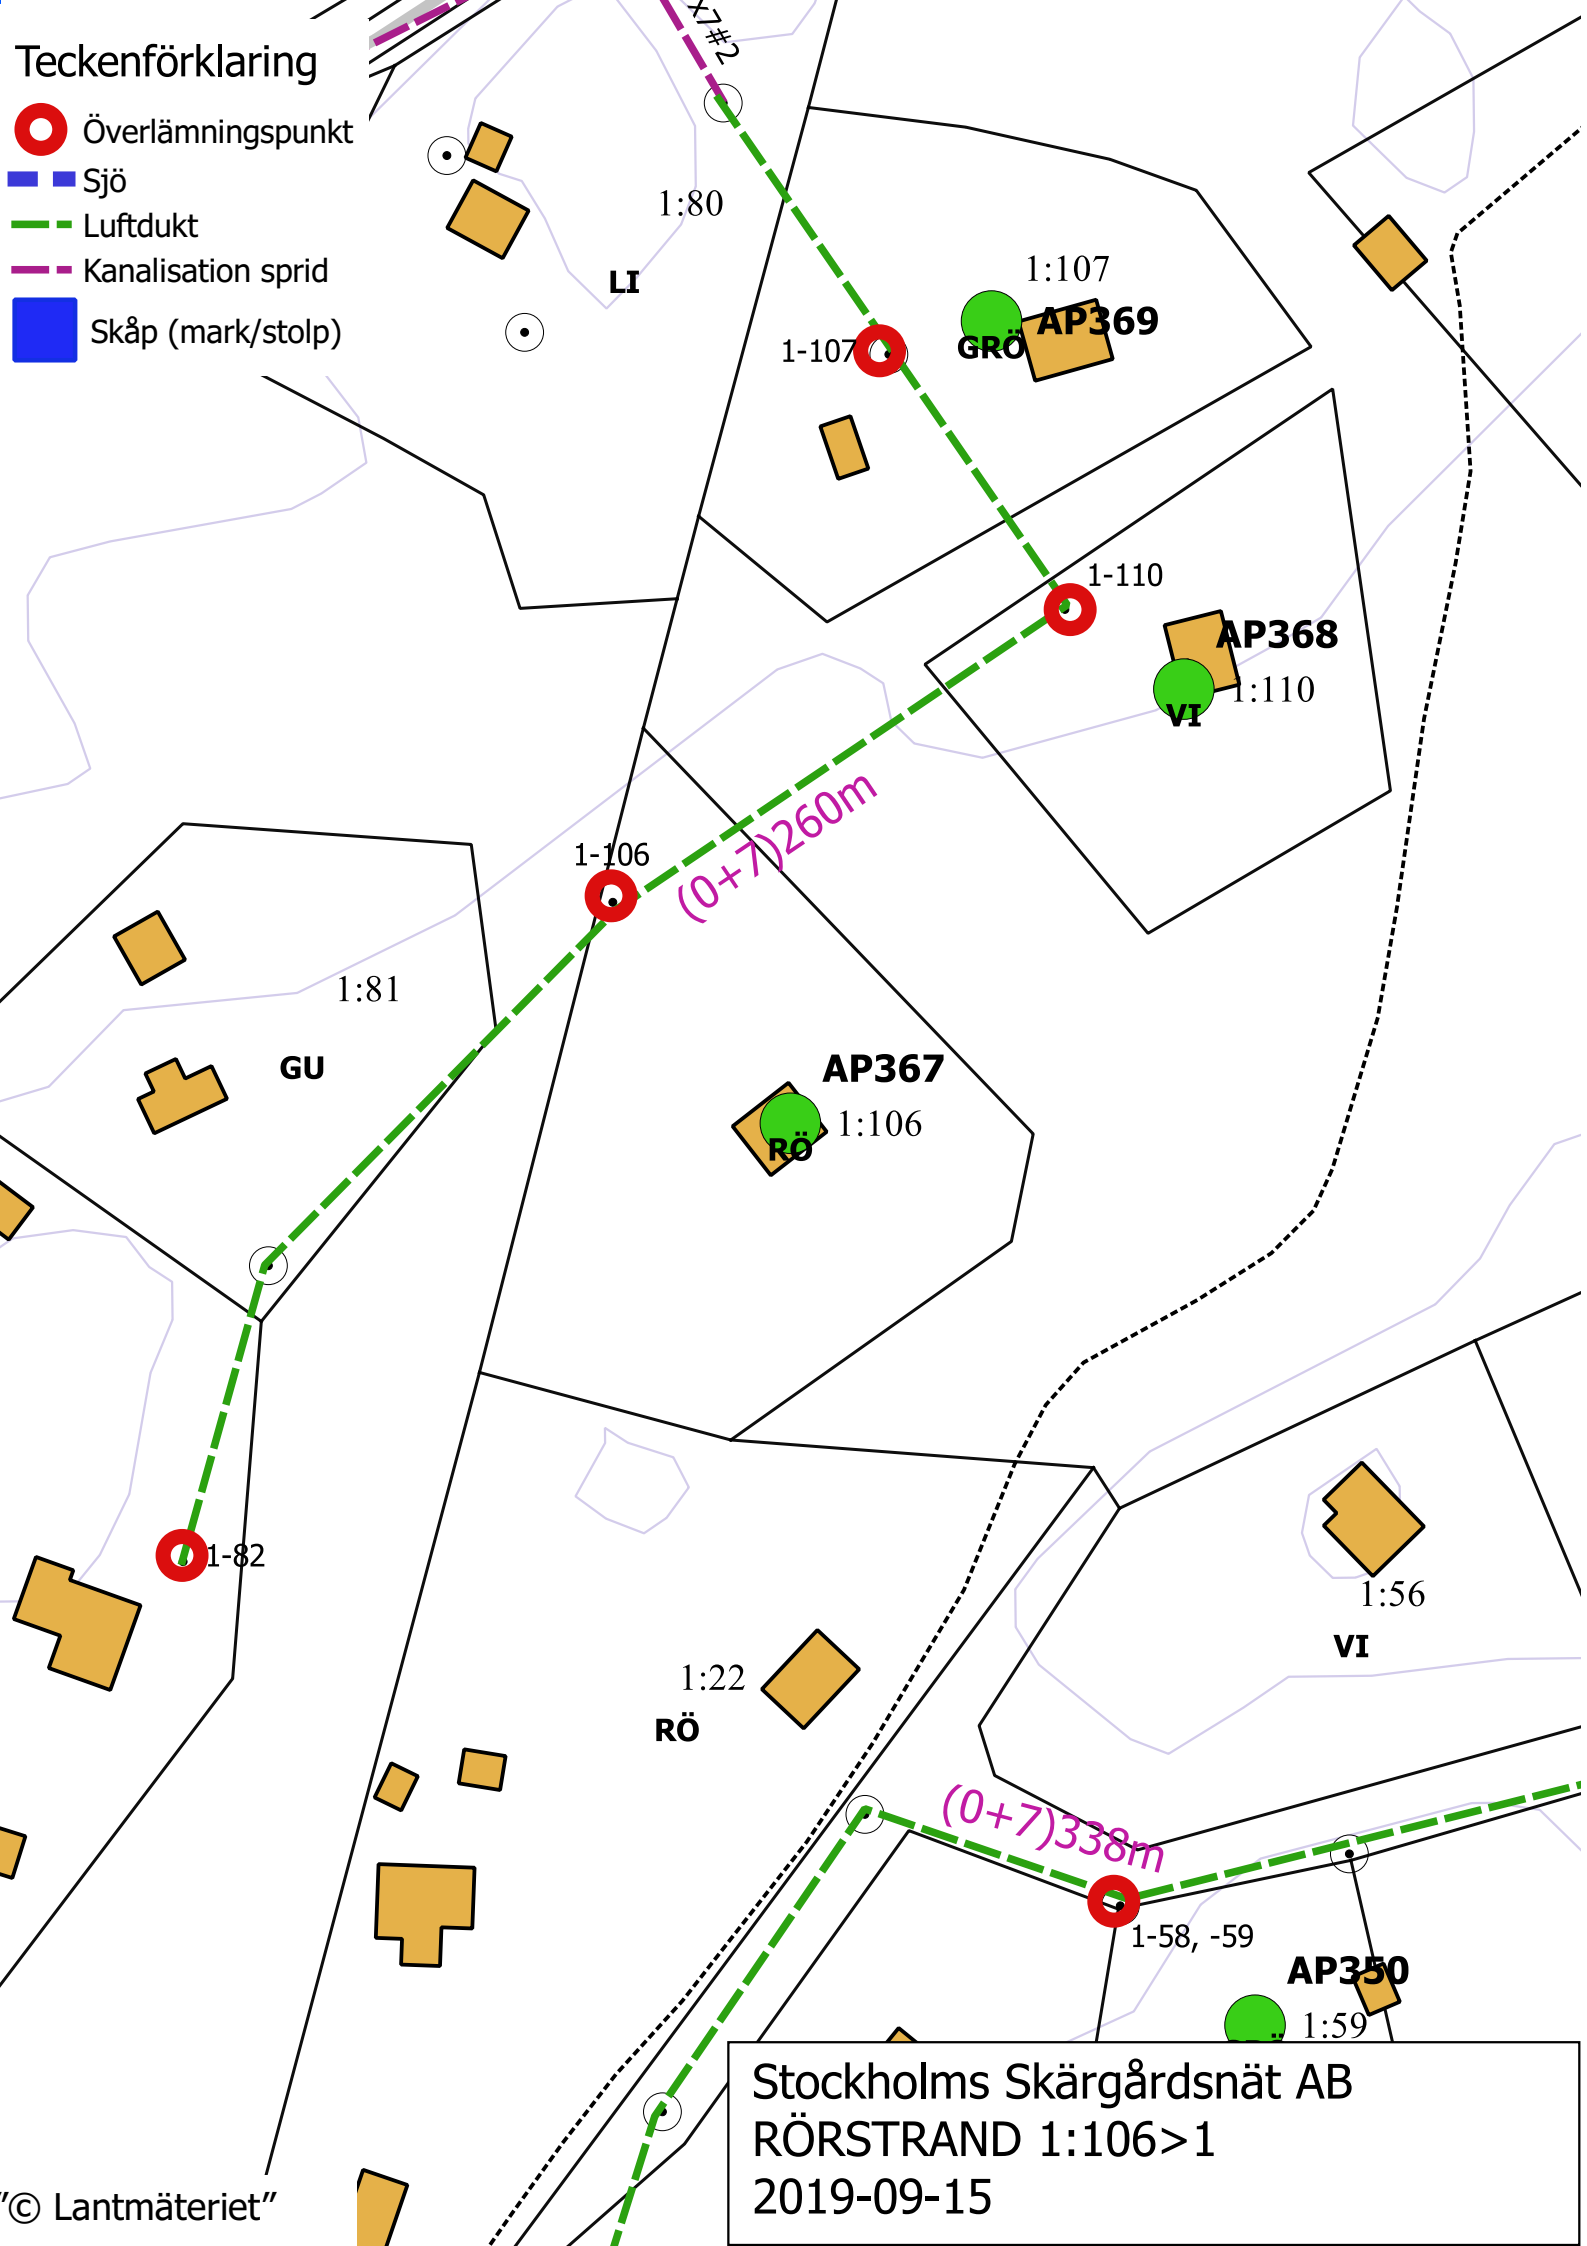 x7#2
Teckenförklaring
Överlämningspunkt
Sjö
Luftdukt
Kanalisation sprid
Skåp (mark/stolp)
1:80
LI
1:107
AP369
GRÖ
1-107
1-110
AP368
1:110
VI
(0+7)260m
1-106
1:81
GU
AP367
1:106
RÖ
1-82
1:56
VI
1:22
RÖ
(0+7)338m
1-58, -59
AP350
1:59
Stockholms Skärgårdsnät AB
RÖRSTRAND 1:106>1
2019-09-15
"© Lantmäteriet"